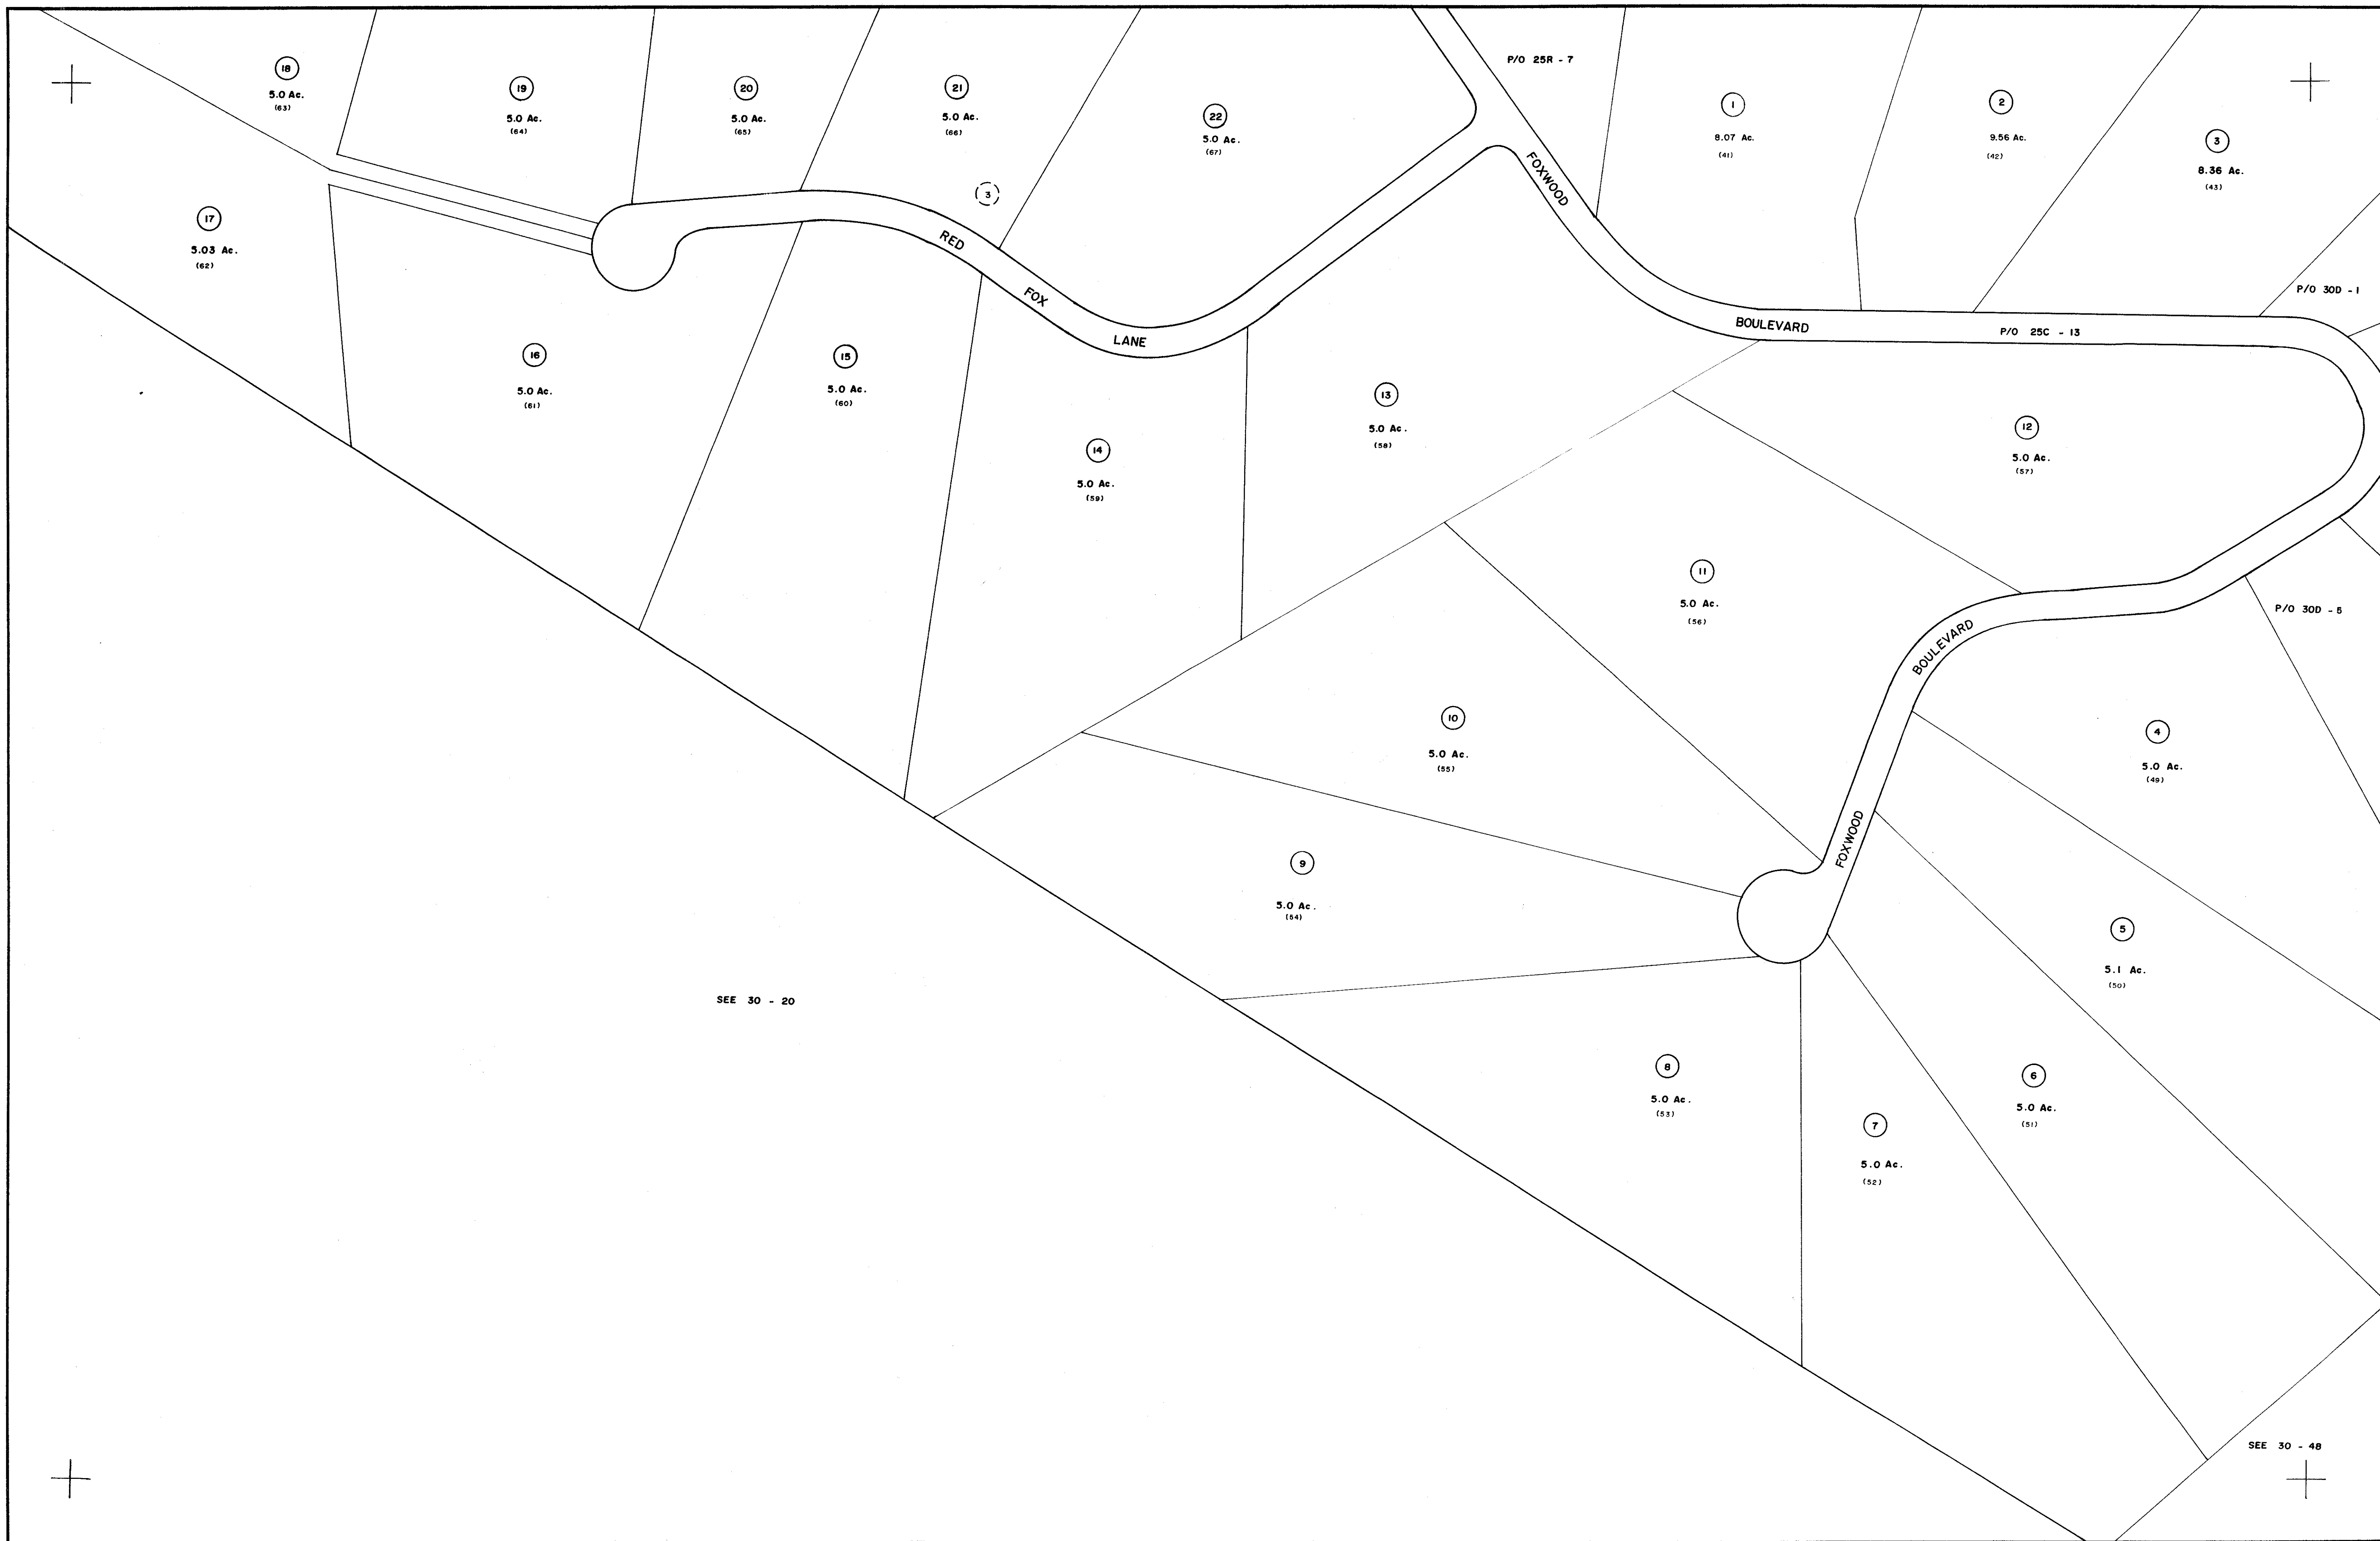 18
5.0 Ac.
(63)
19
5.0 Ac.
(64)
20
5.0 Ac.
(65)
21
5.0 Ac.
(66)
22
5.0 Ac.
(67)
P/O 25R - 7
1
8.07 Ac.
(41)
2
9.56 Ac.
(42)
3
8.36 Ac.
(43)
17
5.03 Ac.
(62)
3
RED
FOX
LANE
FOXWOOD
BOULEVARD
P/O 25C - 13
P/O 30D - 1
16
5.0 Ac.
(61)
15
5.0 Ac.
(60)
14
5.0 Ac.
(59)
13
5.0 Ac.
(58)
12
5.0 Ac.
(57)
11
5.0 Ac.
(56)
BOULEVARD
FOXWOOD
P/O 30D - 5
10
5.0 Ac.
(55)
4
5.0 Ac.
(49)
9
5.0 Ac.
(54)
5
5.1 Ac.
(50)
SEE 30 - 20
8
5.0 Ac.
(53)
7
5.0 Ac.
(52)
6
5.0 Ac.
(51)
SEE 30 - 48